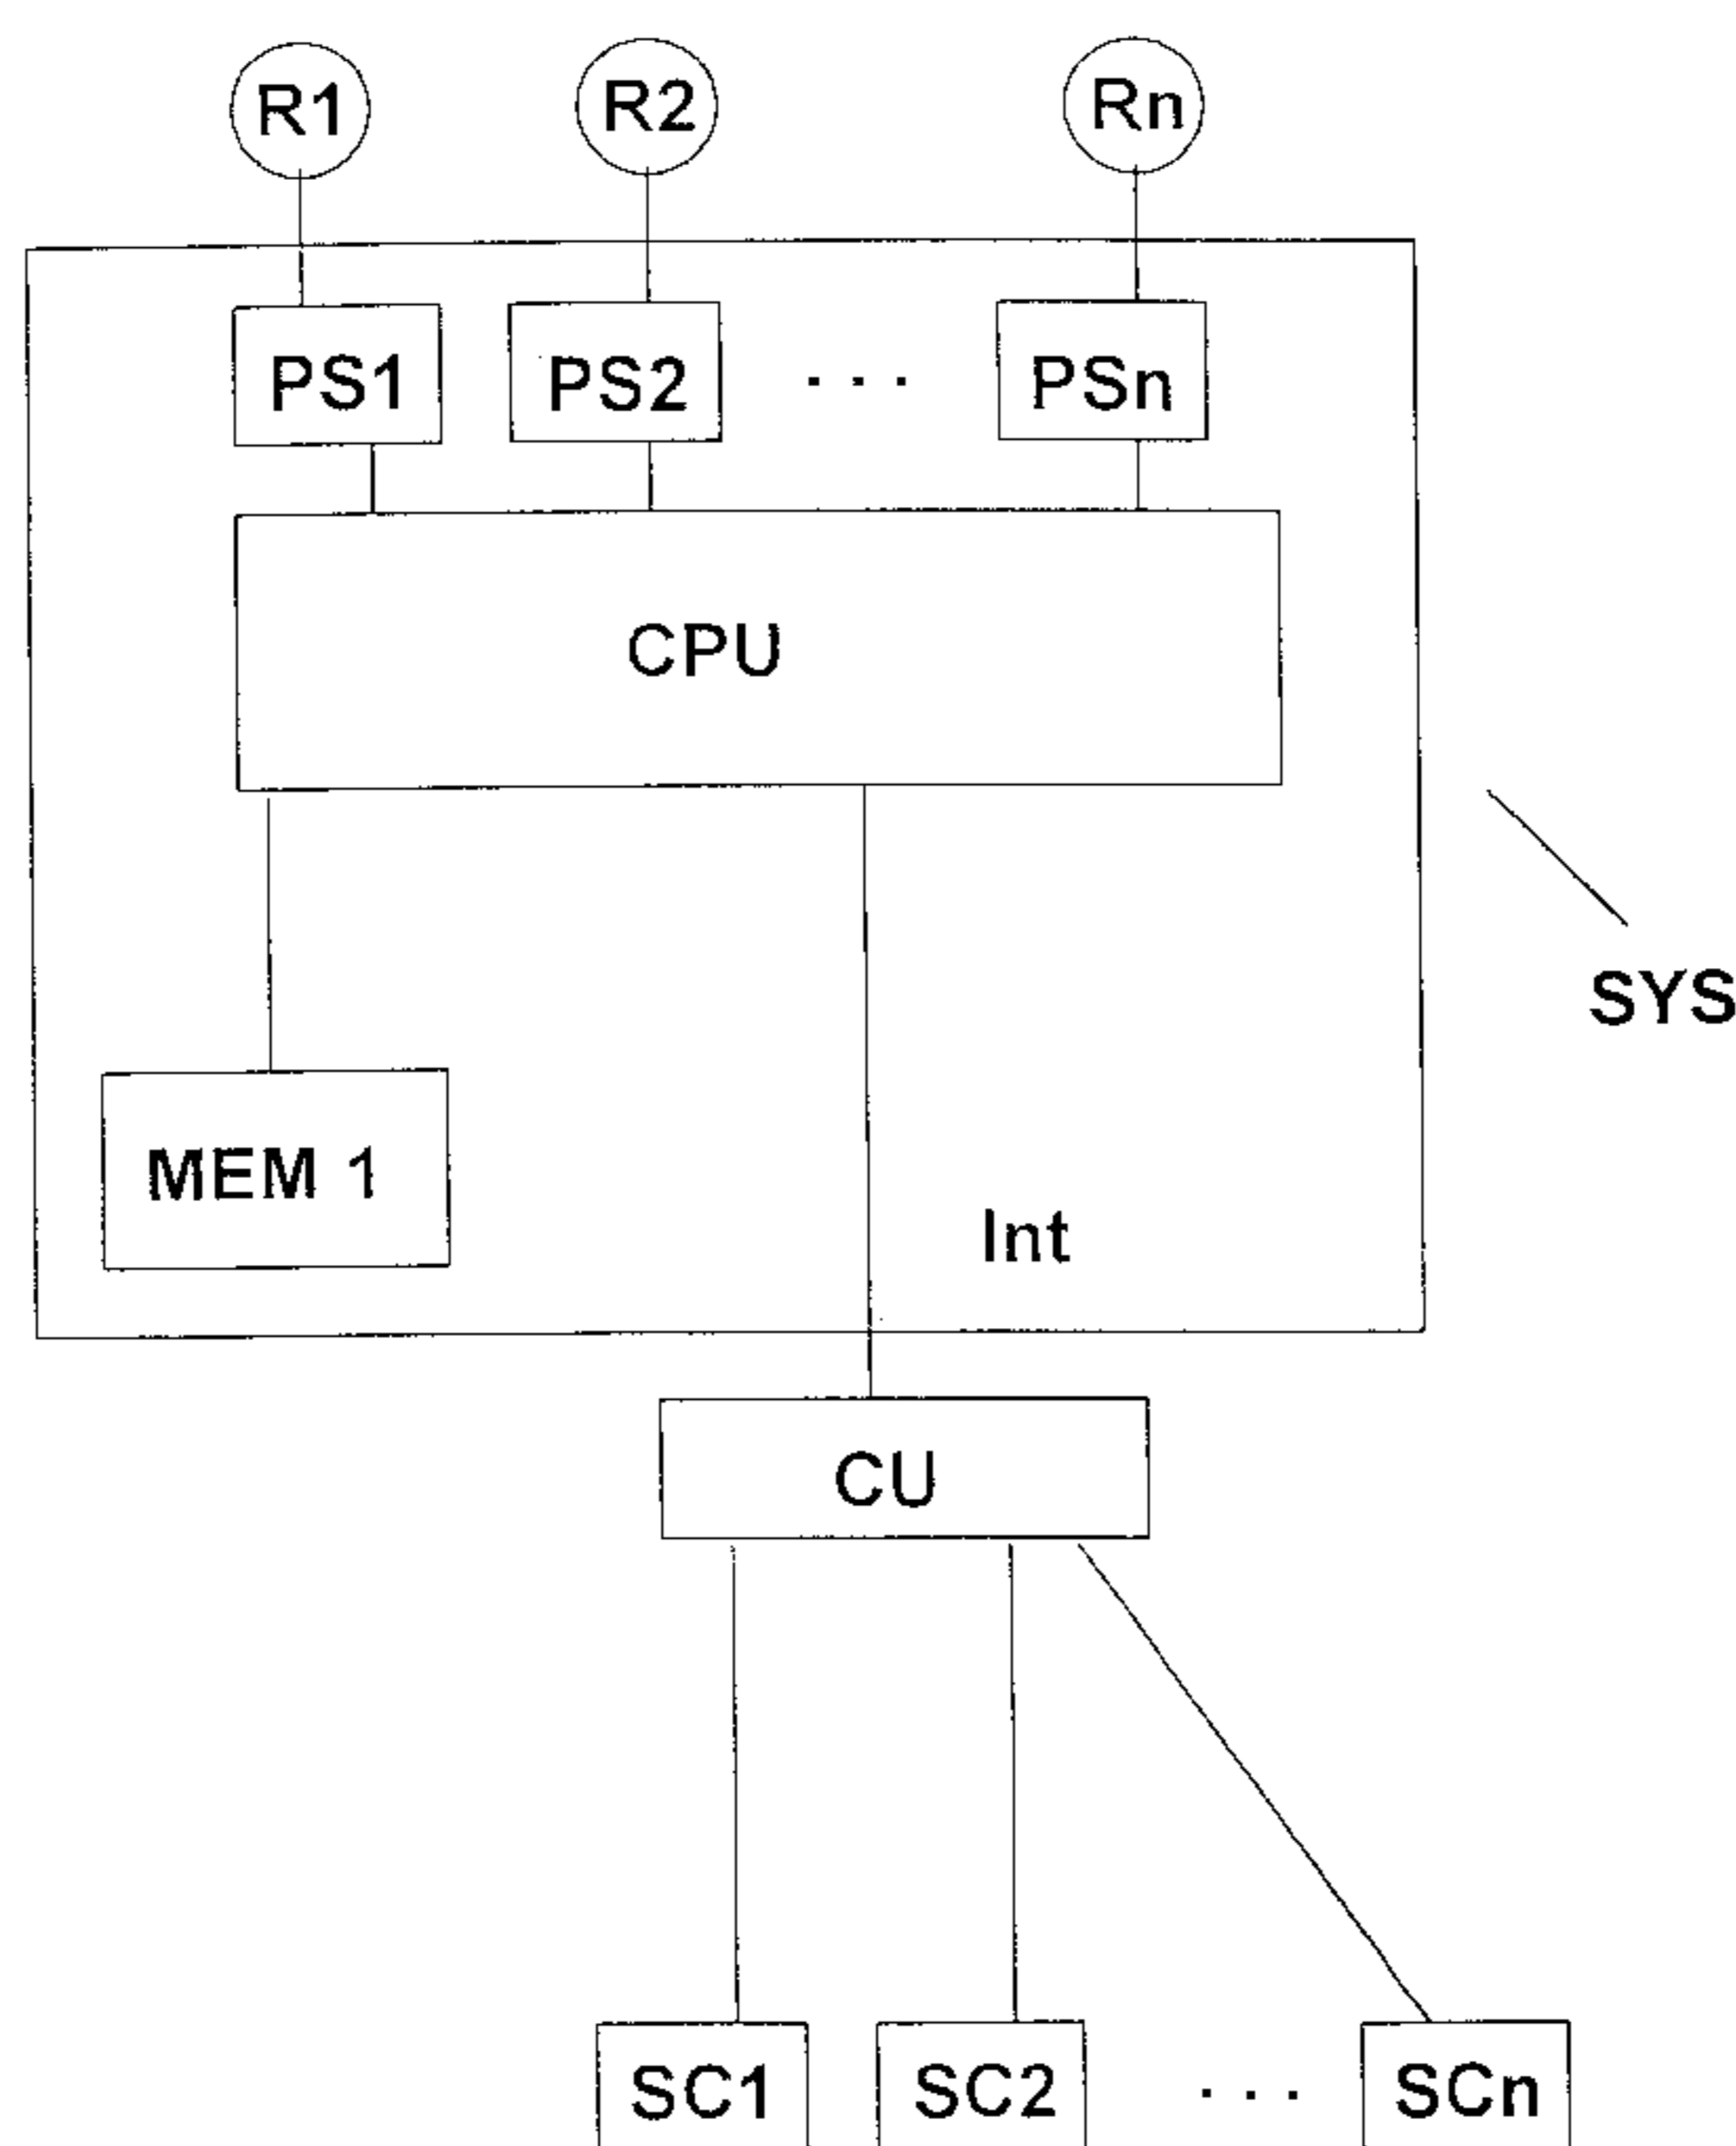 R1 R2 Rn
PS1 PS2 . . . PSn
CPU
SYS
MEM 1
Int
CU
SC1 SC2 . . . SCn